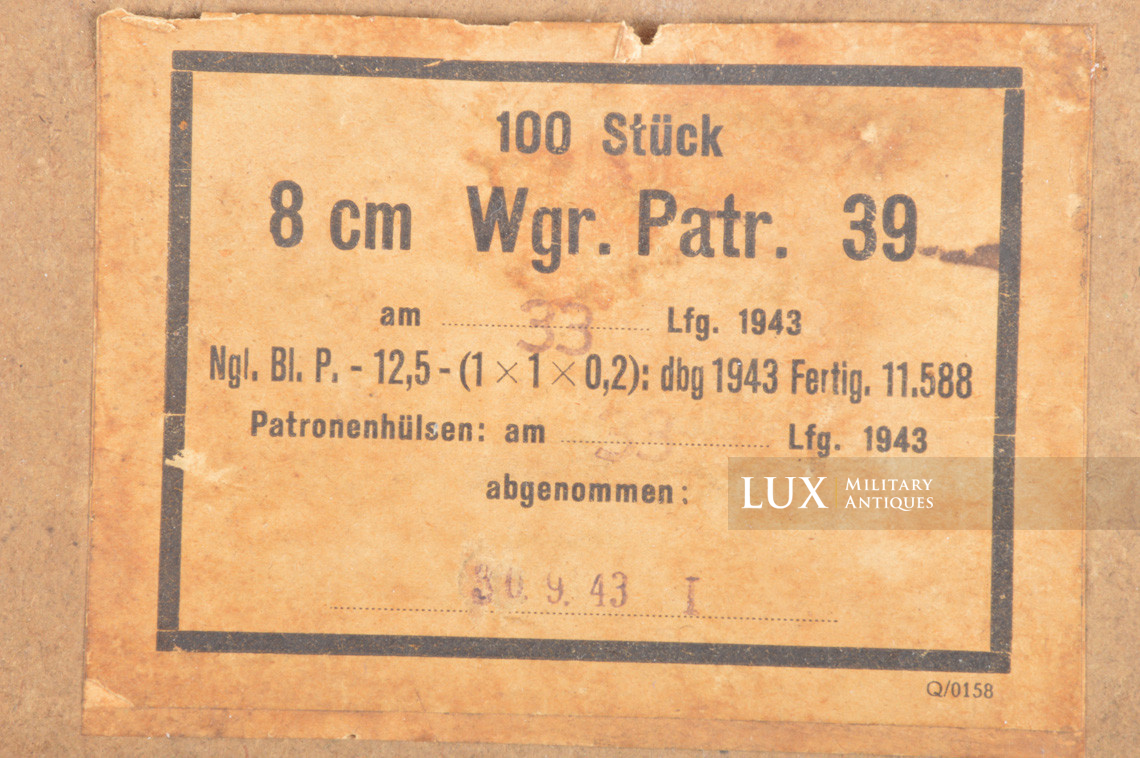 100 Stück
8 cm Wgr. Patr. 39
am 33 Lfg. 1943
Ngl. Bl. P. - 12,5 - (1 × 1 × 0,2): dbg 1943 Fertig. 11.588
Patronenhülsen: am Lfg. 1943
abgenommen:
LUX MILITARY ANTIQUES
30. 9. 43 I
Q/0158